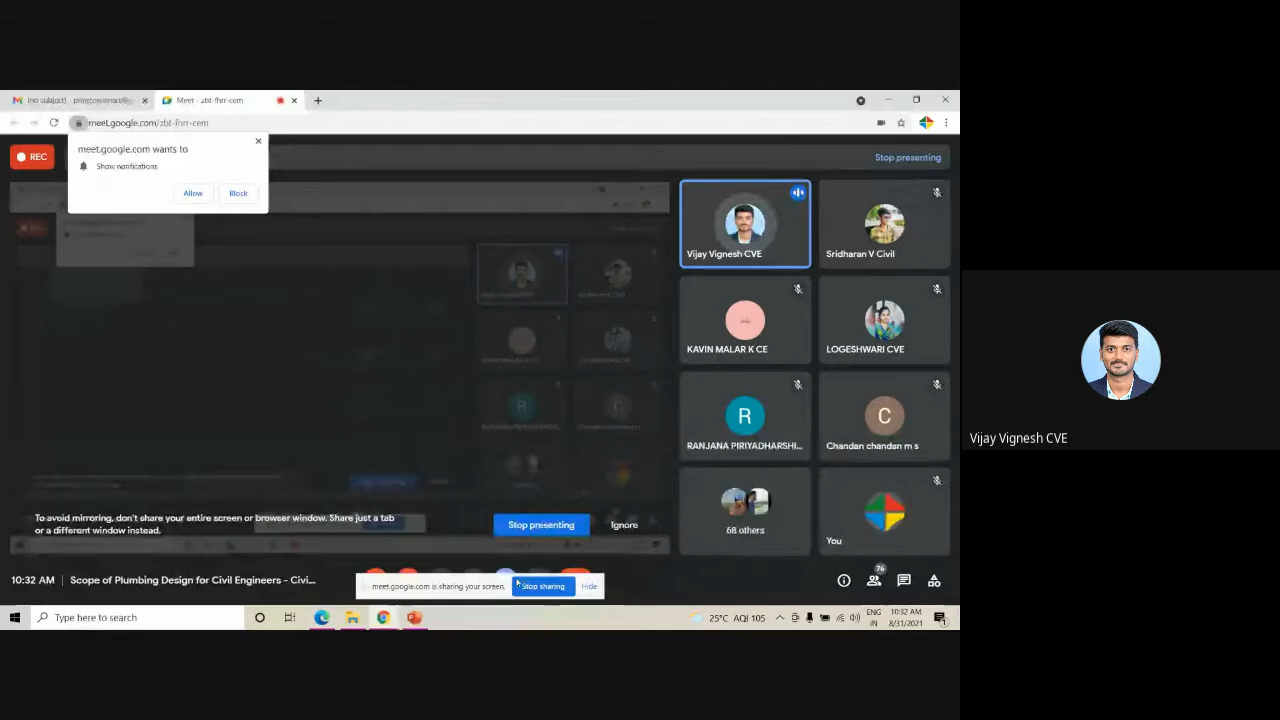 (no subject) - 
Meet - zbt-fhrr-cem
meet.google.com/zbt-fhrr-cem
meet.google.com wants to
Show notifications
Allow
Block
REC
Stop presenting
Vijay Vignesh CVE
Sridharan V Civil
KAVIN MALAR K CE
LOGESHWARI CVE
R
RANJANA PIRIYADHARSHI...
C
Chandan chandan m s
68 others
You
To avoid mirroring, don't share your entire screen or browser window. Share just a tab
or a different window instead.
Stop presenting
Ignore
10:32 AM
Scope of Plumbing Design for Civil Engineers - Civi...
76
meet.google.com is sharing your screen.
Stop sharing
Hide
Type here to search
25°C AQI 105
ENG
IN
10:32 AM
8/31/2021
Vijay Vignesh CVE